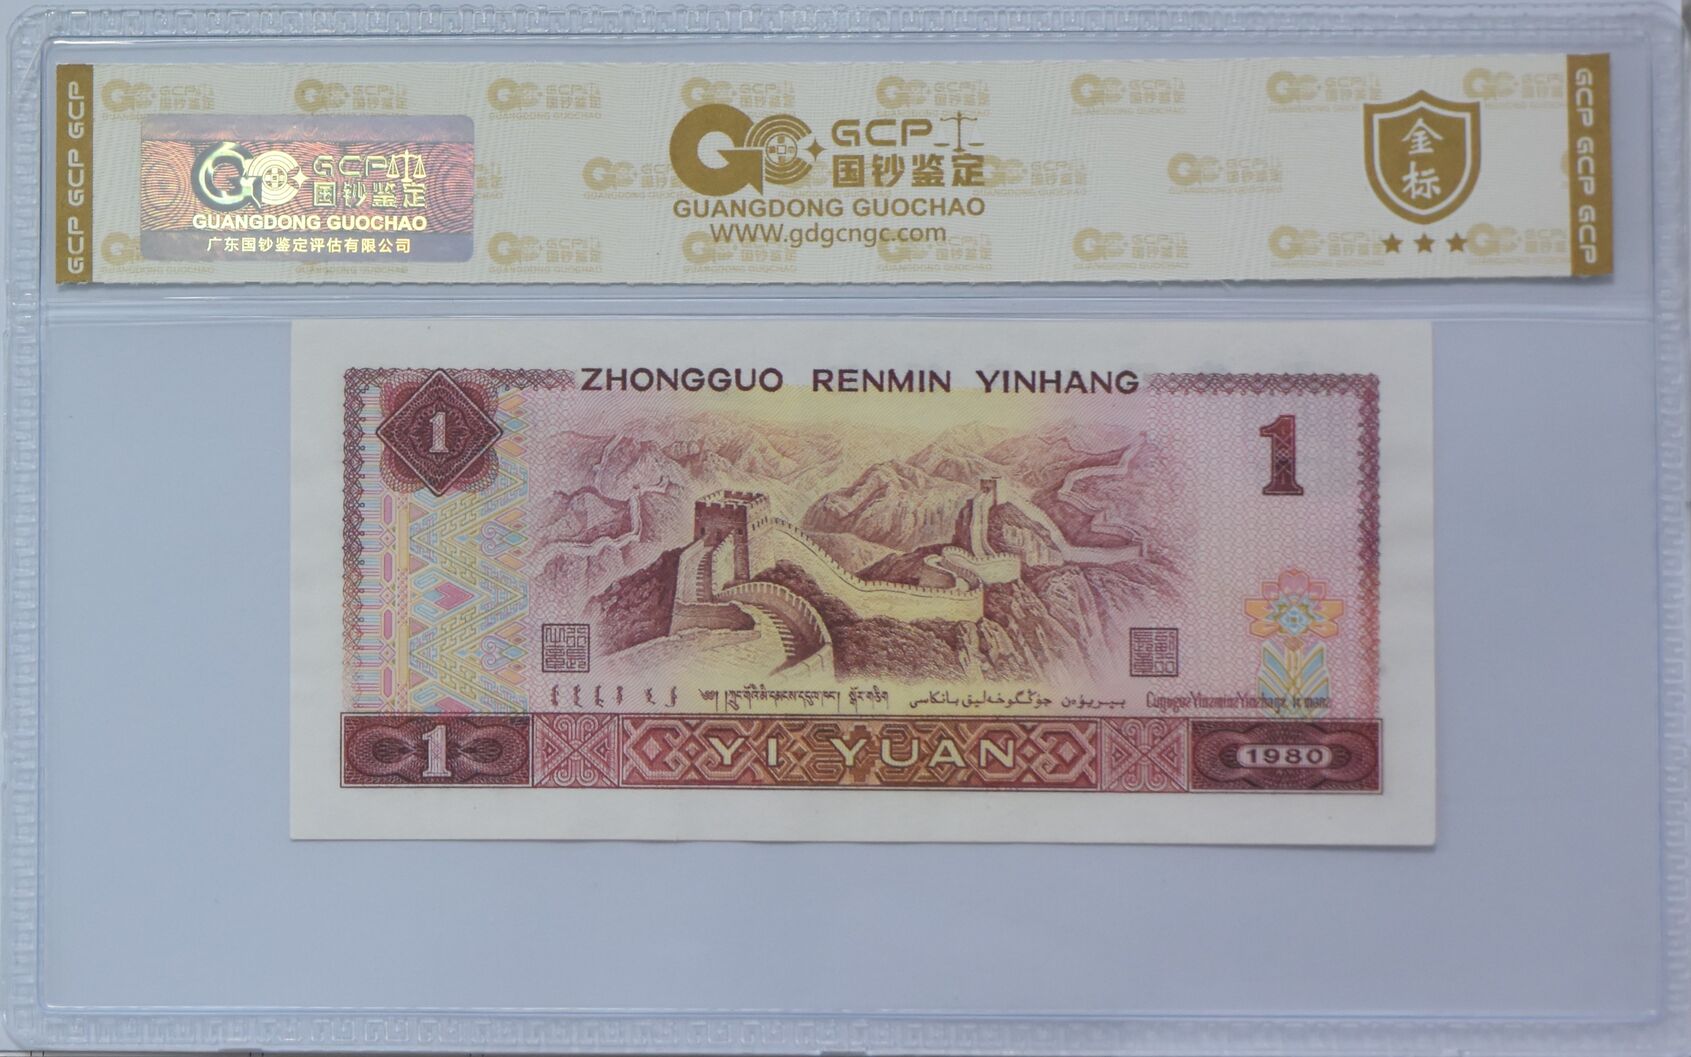 GCP GCP GCP
GCP
国钞鉴定
GUANGDONG GUOCHAO
广东国钞鉴定评估有限公司
GCP
国钞鉴定
GUANGDONG GUOCHAO
WWW.gdgcngc.com
金
标
GCP GCP GCP
ZHONGGUO RENMIN YINHANG
1
1
1
YI YUAN
1980